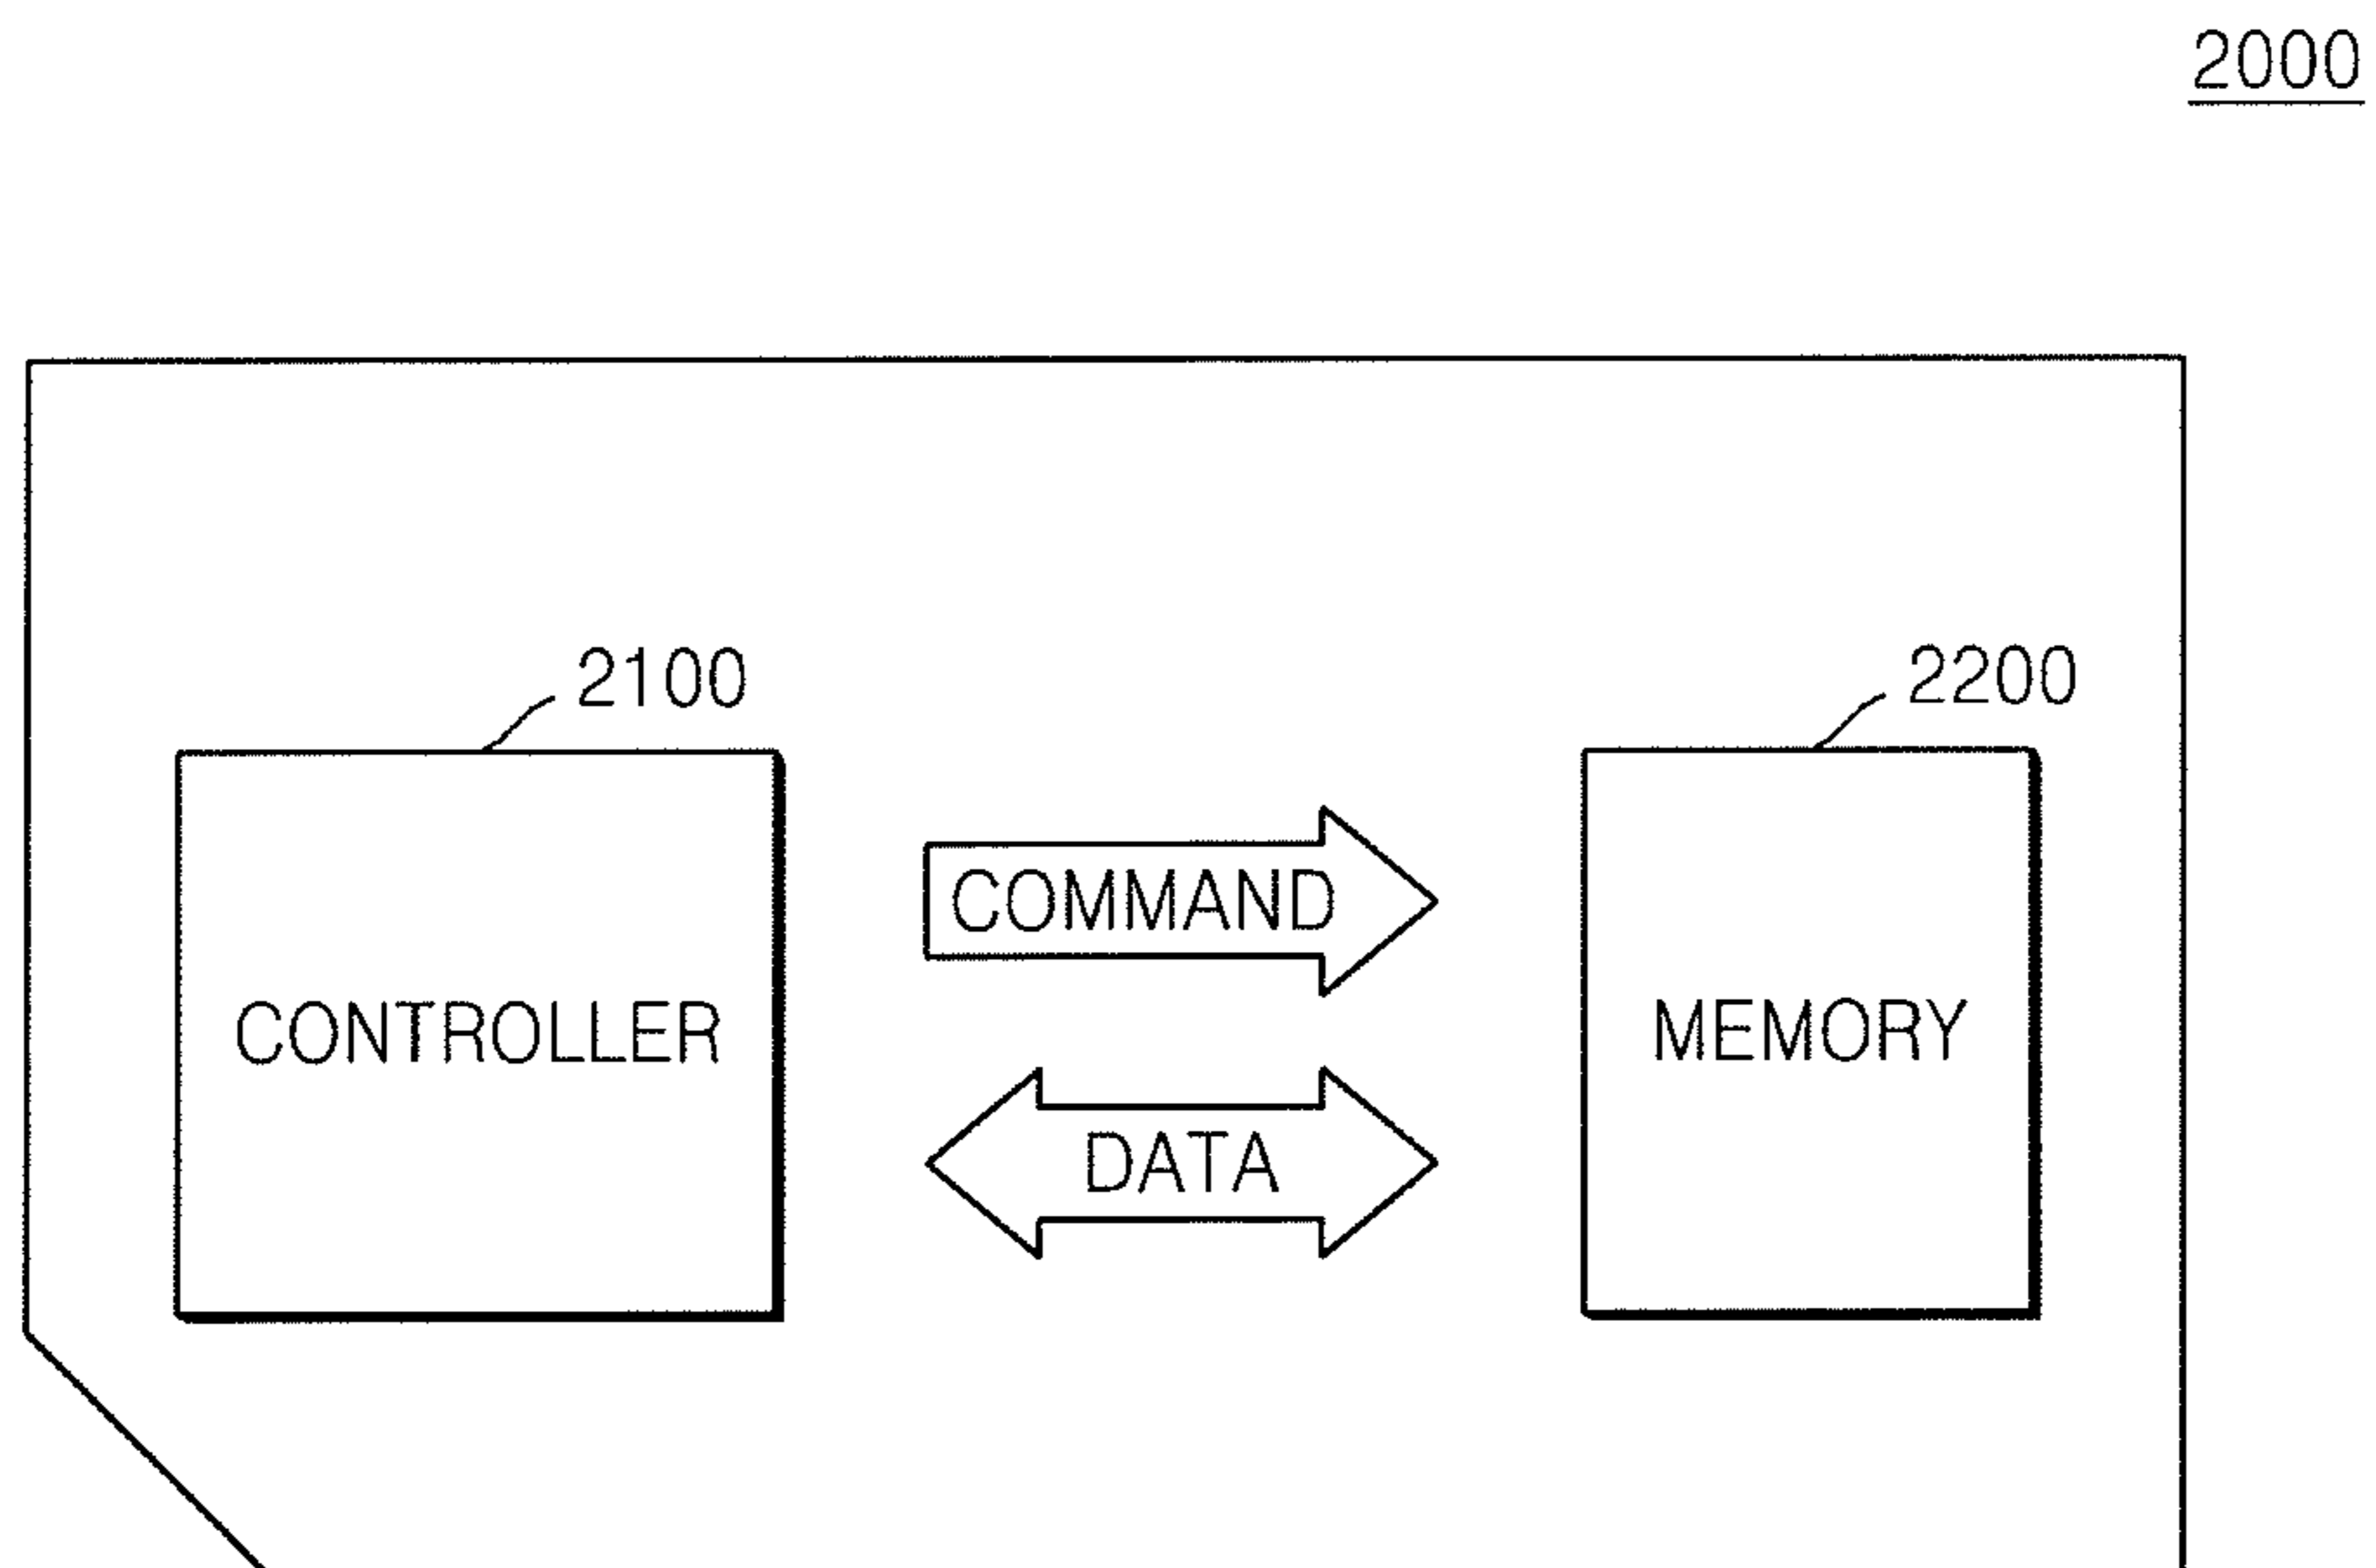 2000
2100
2200
COMMAND
CONTROLLER
MEMORY
DATA